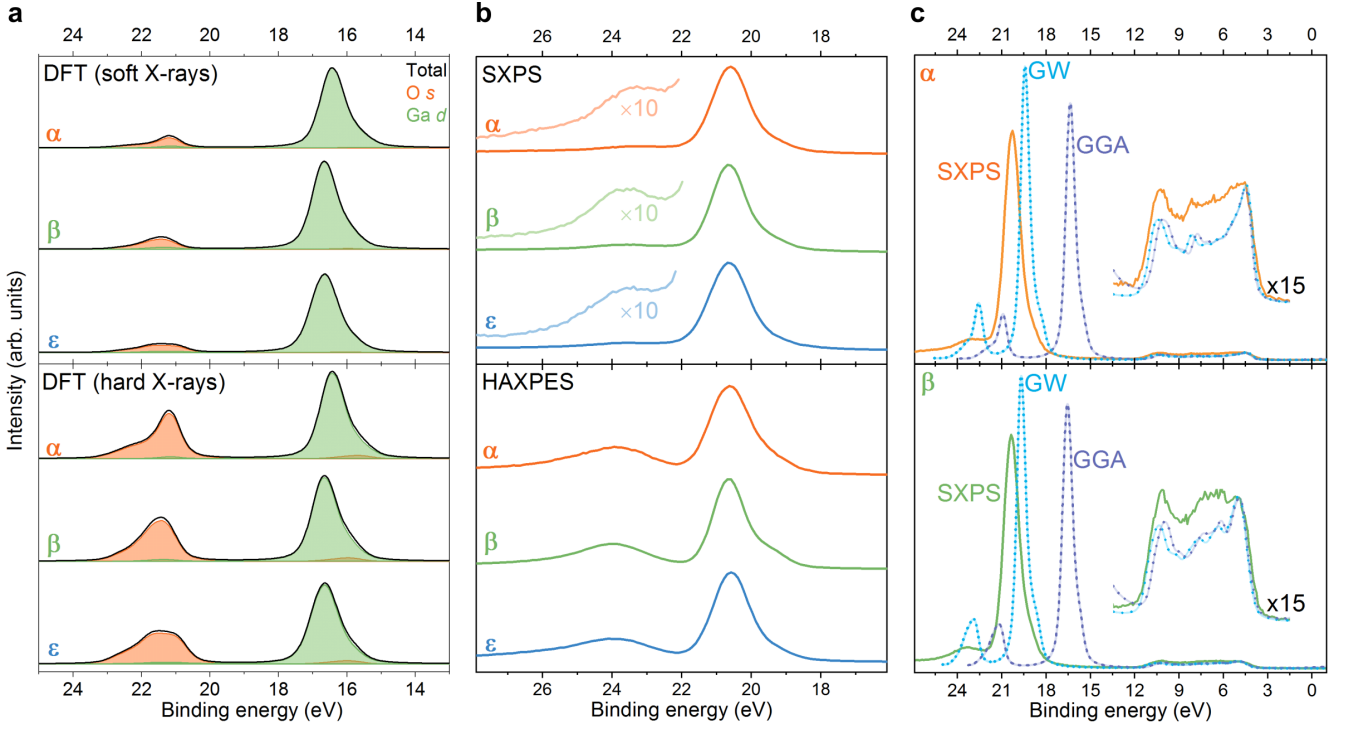 a
24 22 20 18 16 14
DFT (soft X-rays)
Total
O s
Ga d
α
β
ε
DFT (hard X-rays)
α
β
ε
24 22 20 18 16 14
Binding energy (eV)
Intensity (arb. units)
b
26 24 22 20 18
SXPS
×10
α
×10
β
×10
ε
HAXPES
α
β
ε
26 24 22 20 18
Binding energy (eV)
c
24 21 18 15 12 9 6 3 0
α
GW
GGA
SXPS
x15
β
GW
GGA
SXPS
x15
24 21 18 15 12 9 6 3 0
Binding energy (eV)